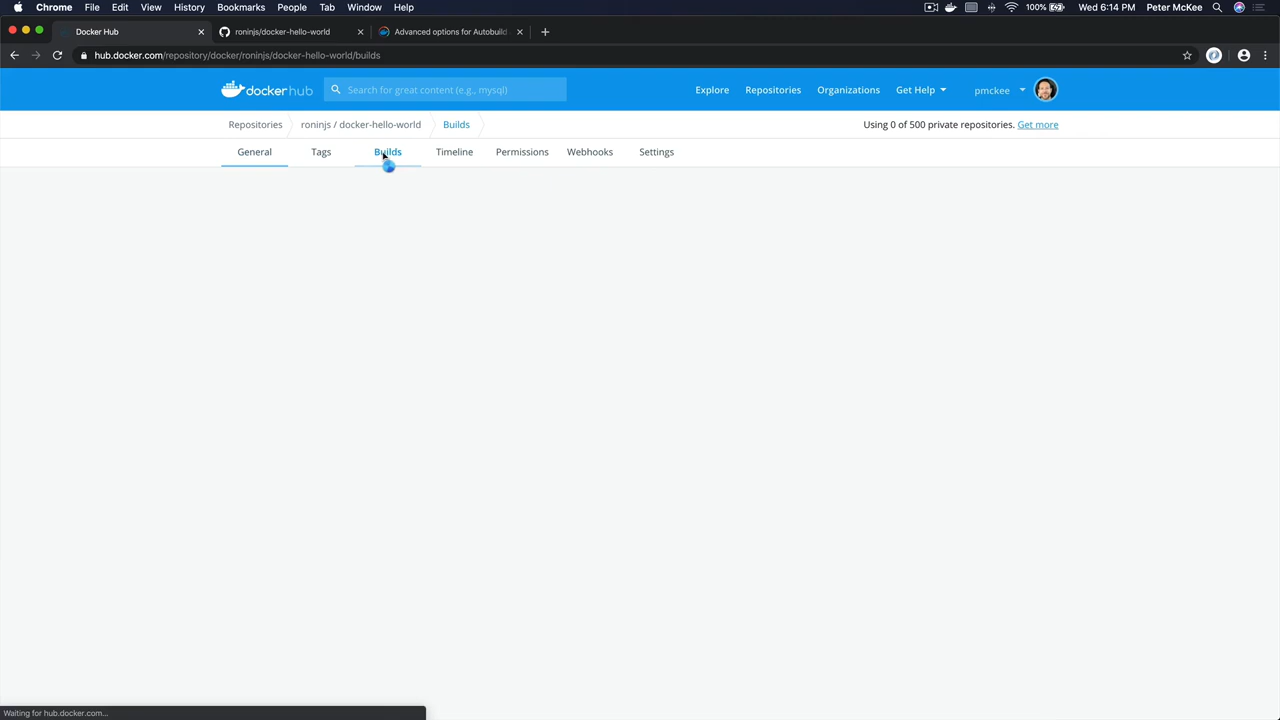 Chrome File Edit View History Bookmarks People Tab Window Help 100% Wed 6:14 PM Peter McKee
Docker Hub roninjs/docker-hello-world Advanced options for Autobuild
hub.docker.com/repository/docker/roninjs/docker-hello-world/builds
dockerhub Search for great content (e.g., mysql) Explore Repositories Organizations Get Help pmckee
Repositories roninjs / docker-hello-world Builds Using 0 of 500 private repositories. Get more
General Tags Builds Timeline Permissions Webhooks Settings
Waiting for hub.docker.com...